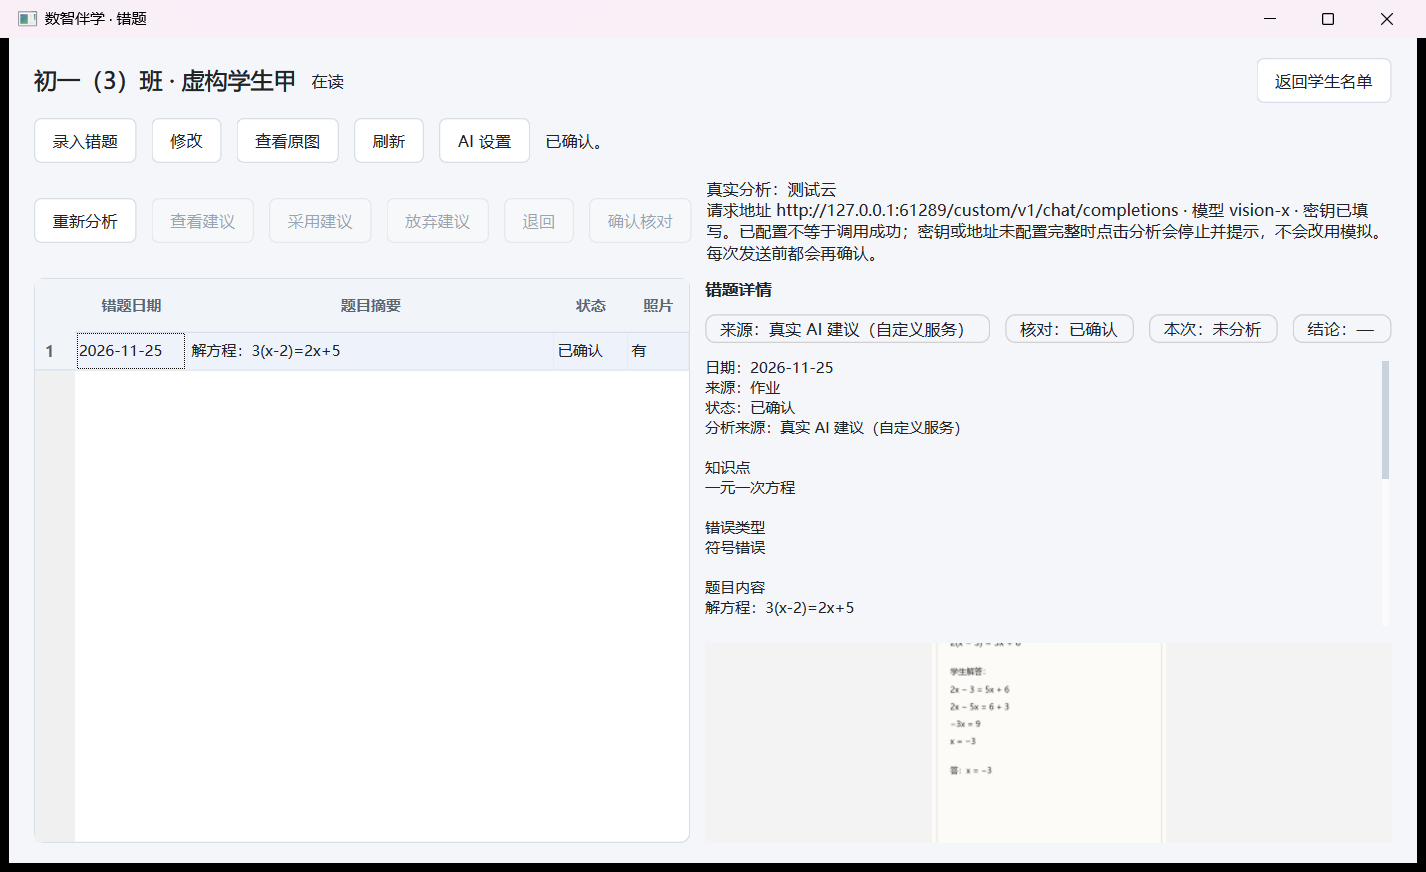 数智伴学 · 错题
初一（3）班 · 虚构学生甲 在读
返回学生名单
录入错题 修改 查看原图 刷新 AI 设置 已确认。
重新分析 查看建议 采用建议 放弃建议 退回 确认核对
真实分析：测试云
请求地址 http://127.0.0.1:61289/custom/v1/chat/completions · 模型 vision-x · 密钥已填
写。已配置不等于调用成功；密钥或地址未配置完整时点击分析会停止并提示，不会改用模拟。
每次发送前都会再确认。
错题日期 题目摘要 状态 照片
1 2026-11-25 解方程：3(x-2)=2x+5 已确认 有
错题详情
来源：真实 AI 建议（自定义服务） 核对：已确认 本次：未分析 结论：—
日期：2026-11-25
来源：作业
状态：已确认
分析来源：真实 AI 建议（自定义服务）
知识点
一元一次方程
错误类型
符号错误
题目内容
解方程：3(x-2)=2x+5
学生解答：
2x − 3 = 5x + 6
2x − 5x = 6 + 3
−3x = 9
x = −3
答：x = −3